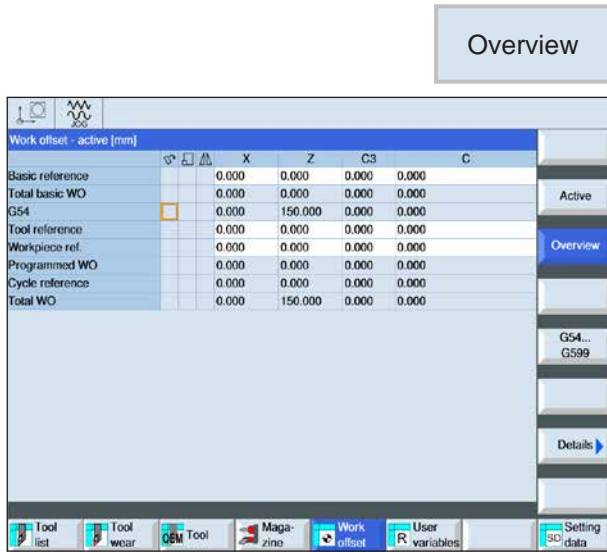 Overview
JOG
Work offset - active [mm]
X Z C3 C
Basic reference 0.000 0.000 0.000 0.000
Total basic WO 0.000 0.000 0.000 0.000
G54 0.000 150.000 0.000 0.000
Tool reference 0.000 0.000 0.000 0.000
Workpiece ref. 0.000 0.000 0.000 0.000
Programmed WO 0.000 0.000 0.000 0.000
Cycle reference 0.000 0.000 0.000 0.000
Total WO 0.000 150.000 0.000 0.000
Active
Overview
G54...
G599
Details
Tool
list
Tool
wear
OEM Tool
Maga-
zine
Work
offset
R User
variables
SD Setting
data